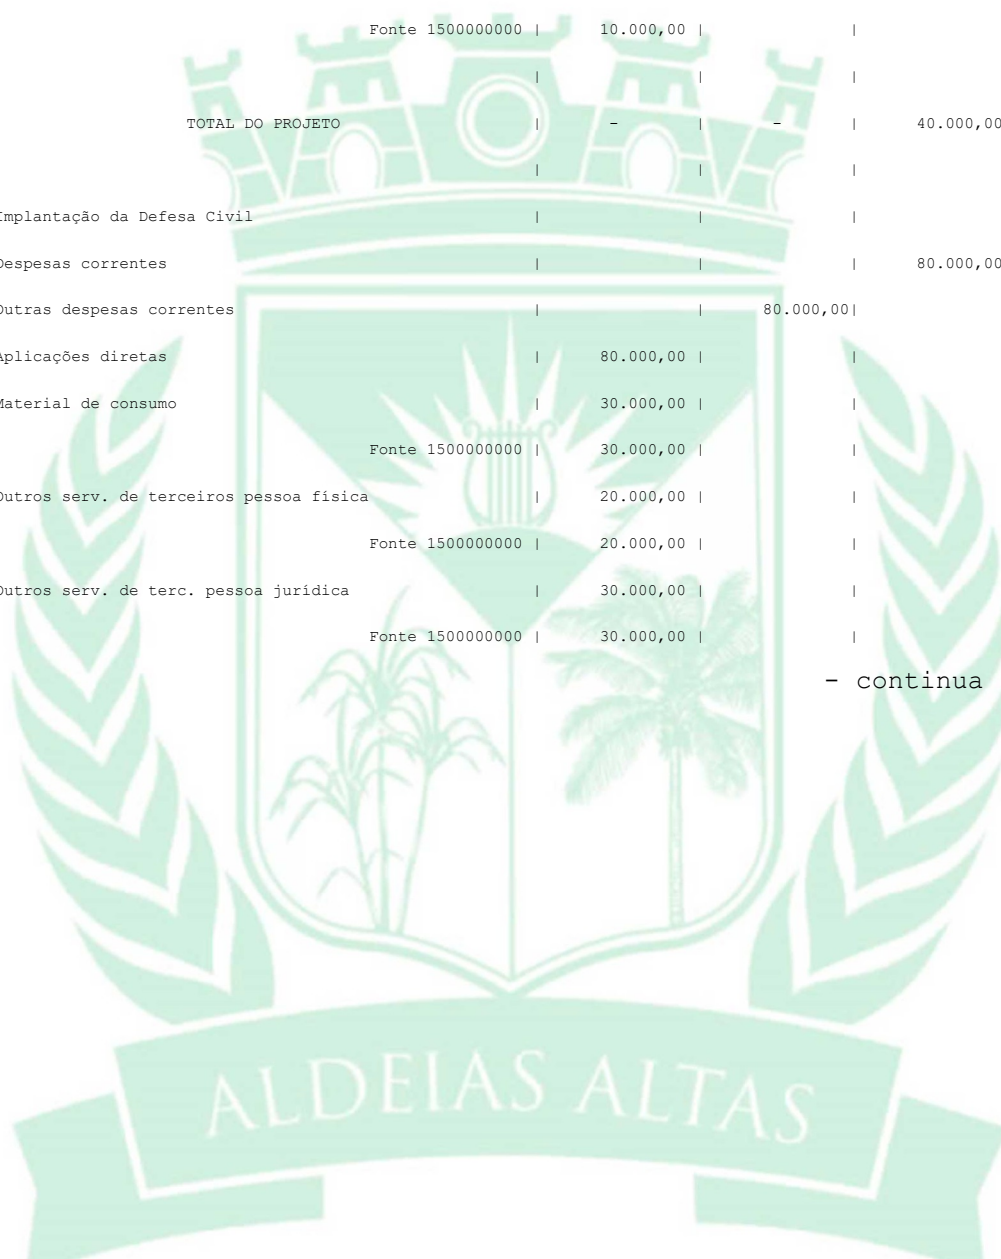 Fonte 1500000000 | 10.000,00 | |
| | |
TOTAL DO PROJETO | - | - | 40.000,00
| | |
Implantação da Defesa Civil | | |
Despesas correntes | | | 80.000,00
Outras despesas correntes | | 80.000,00|
Aplicações diretas | 80.000,00 | |
Material de consumo | 30.000,00 | |
Fonte 1500000000 | 30.000,00 | |
Outros serv. de terceiros pessoa física | 20.000,00 | |
Fonte 1500000000 | 20.000,00 | |
Outros serv. de terc. pessoa jurídica | 30.000,00 | |
Fonte 1500000000 | 30.000,00 | |
- continua
ALDEIAS ALTAS